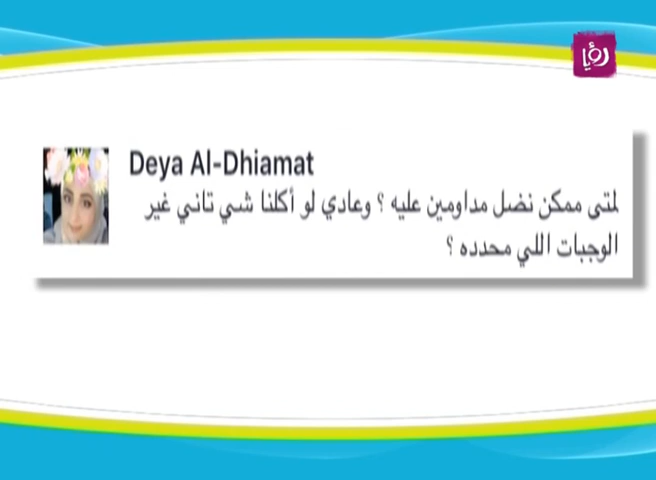 رؤيا
Deya Al-Dhiamat
لمتى ممكن نضل مداومين عليه ؟ وعادي لو أكلنا شي تاني غير
الوجبات اللي محدده ؟